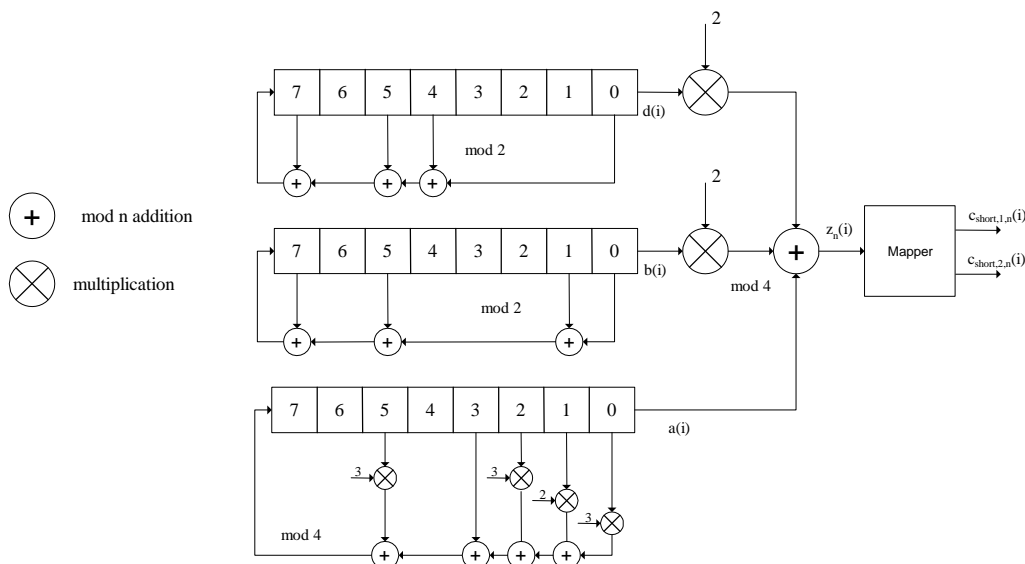 2
7 6 5 4 3 2 1 0
d(i)
mod 2
+ + +
2
+ mod n addition
7 6 5 4 3 2 1 0
b(i)
+
z_n(i)
c_short,1,n(i)
Mapper
c_short,2,n(i)
multiplication
mod 4
mod 2
+ + +
7 6 5 4 3 2 1 0
a(i)
3
3
2
3
mod 4
+ + + +